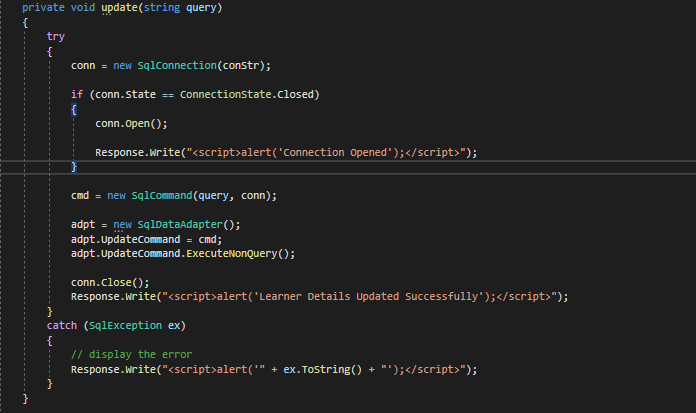 private void update(string query)
{
try
{
conn = new SqlConnection(conStr);
if (conn.State == ConnectionState.Closed)
{
conn.Open();
Response.Write("<script>alert('Connection Opened');</script>");
}
cmd = new SqlCommand(query, conn);
adpt = new SqlDataAdapter();
adpt.UpdateCommand = cmd;
adpt.UpdateCommand.ExecuteNonQuery();
conn.Close();
Response.Write("<script>alert('Learner Details Updated Successfully');</script>");
}
catch (SqlException ex)
{
// display the error
Response.Write("<script>alert('" + ex.ToString() + "');</script>");
}
}